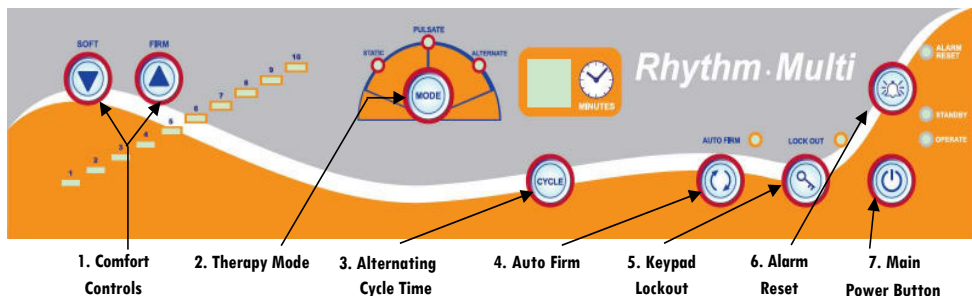 SOFT
FIRM
1
2
3
4
5
6
7
8
9
10
STATIC
PULSATE
ALTERNATE
MODE
MINUTES
Rhythm·Multi
ALARM
RESET
STANDBY
OPERATE
AUTO FIRM
LOCK OUT
CYCLE
1. Comfort
Controls
2. Therapy Mode
3. Alternating
Cycle Time
4. Auto Firm
5. Keypad
Lockout
6. Alarm
Reset
7. Main
Power Button